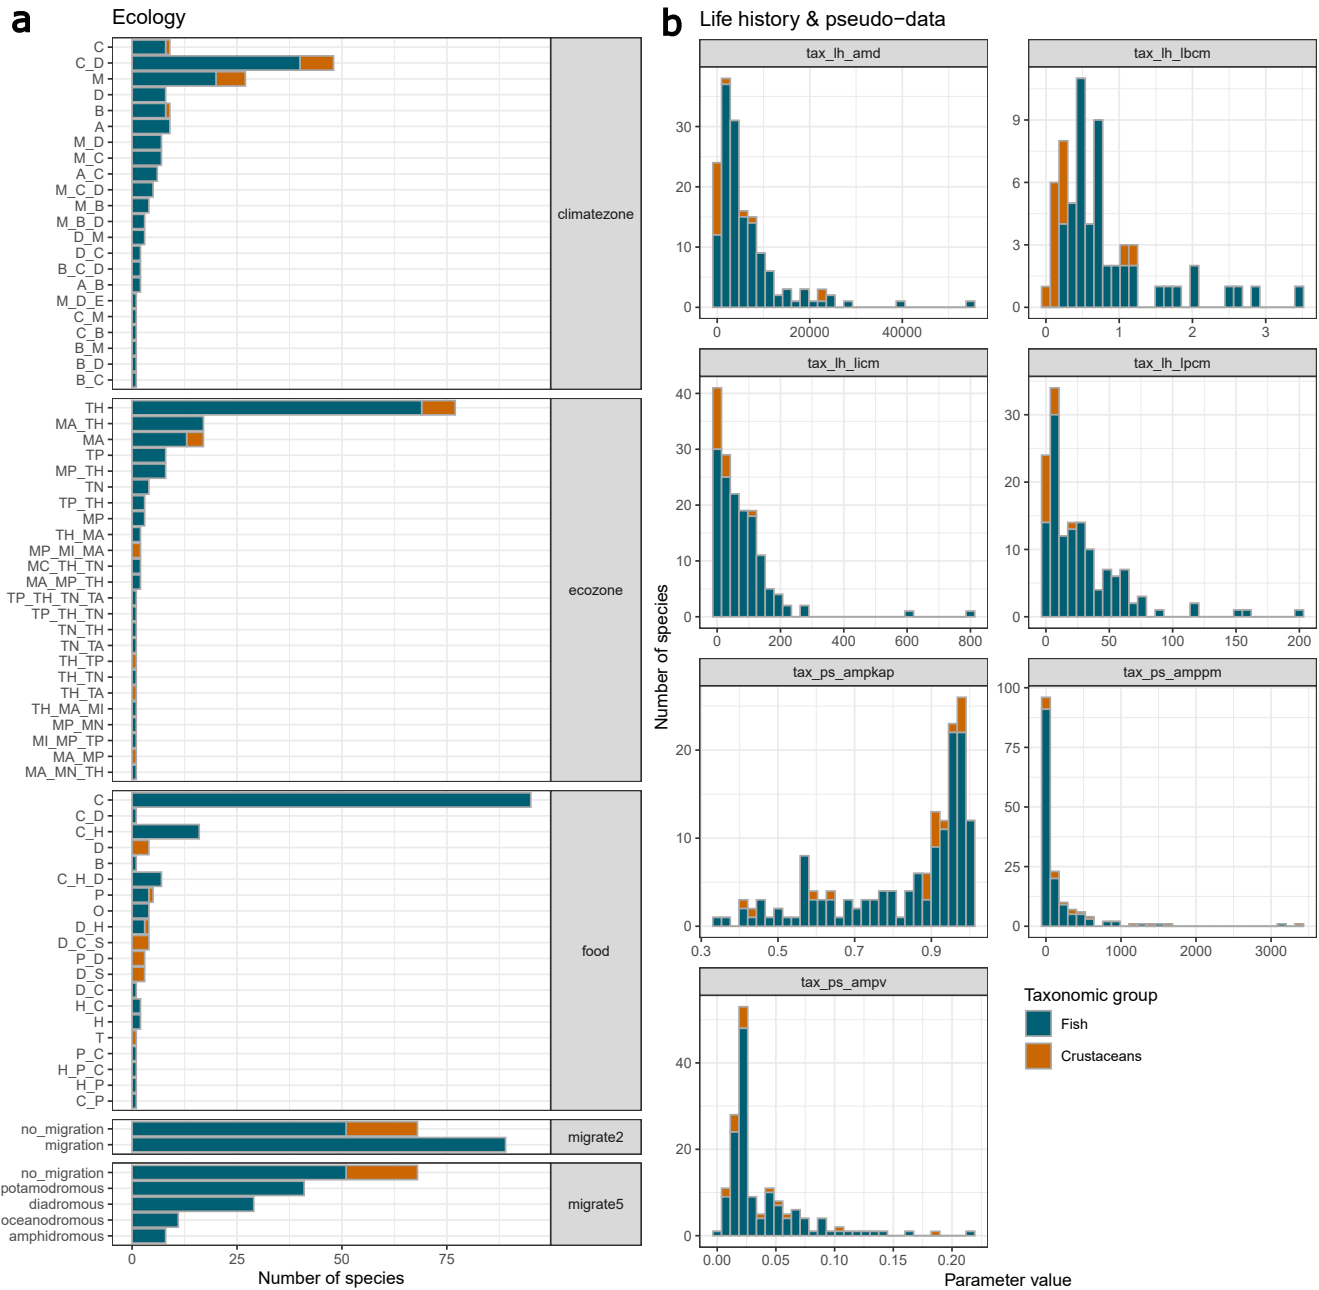 a
Ecology
C
C_D
M
D
B
A
M_D
M_C
A_C
M_C_D
M_B
M_B_D
D_M
D_C
B_C_D
A_B
M_D_E
C_M
C_B
B_M
B_D
B_C
climatezone
TH
MA_TH
MA
TP
MP_TH
TN
TP_TH
MP
TH_MA
MP_MI_MA
MC_TH_TN
MA_MP_TH
TP_TH_TN_TA
TP_TH_TN
TN_TH
TN_TA
TH_TP
TH_TN
TH_TA
TH_MA_MI
MP_MN
MI_MP_TP
MA_MP
MA_MN_TH
ecozone
C
C_D
C_H
D
B
C_H_D
P
O
D_H
D_C_S
P_D
D_S
D_C
H_C
H
T
P_C
H_P_C
H_P
C_P
food
no_migration
migration
migrate2
no_migration
potamodromous
diadromous
oceanodromous
amphidromous
migrate5
0 25 50 75
Number of species
b
Life history & pseudo−data
Number of species
tax_lh_amd
30
20
10
0
0 20000 40000
tax_lh_lbcm
9
6
3
0
0 1 2 3
tax_lh_licm
40
30
20
10
0
0 200 400 600 800
tax_lh_lpcm
30
20
10
0
0 50 100 150 200
tax_ps_ampkap
20
10
0
0.3 0.5 0.7 0.9
tax_ps_amppm
100
75
50
25
0
0 1000 2000 3000
tax_ps_ampv
40
20
0
0.00 0.05 0.10 0.15 0.20
Parameter value
Taxonomic group
Fish
Crustaceans